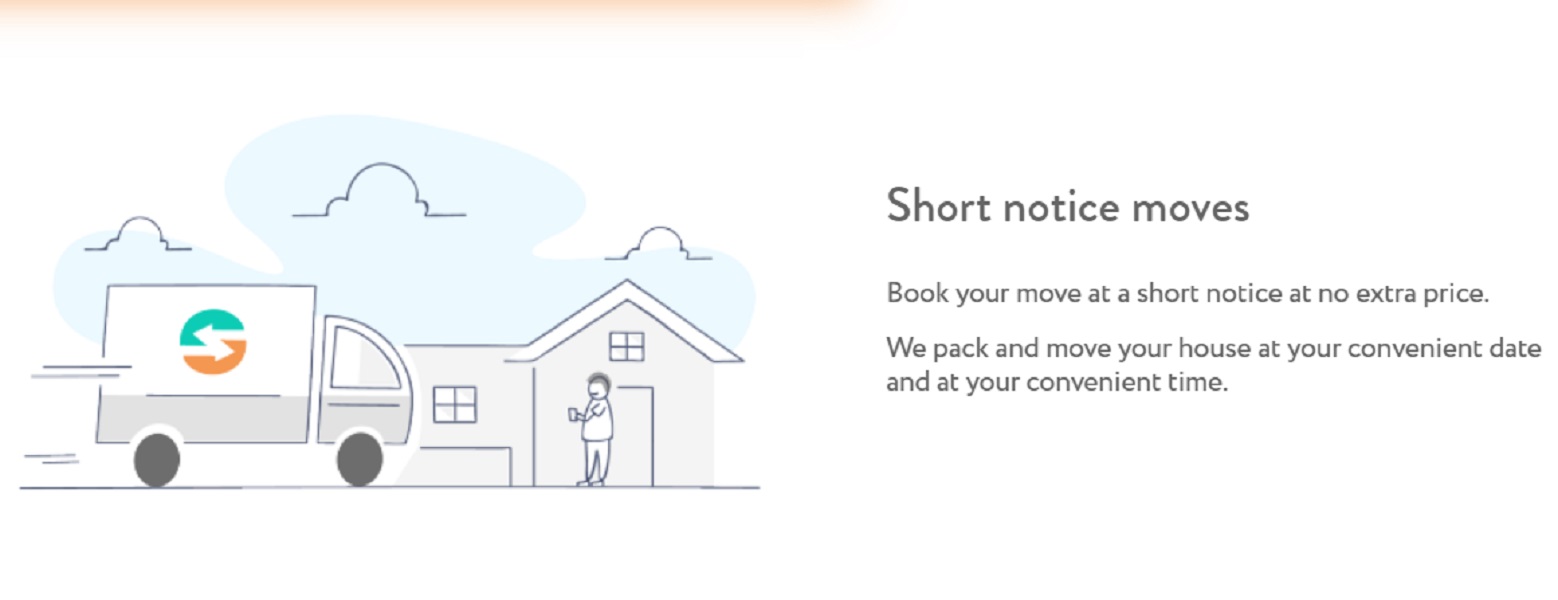 Short notice moves
Book your move at a short notice at no extra price.
We pack and move your house at your convenient date
and at your convenient time.